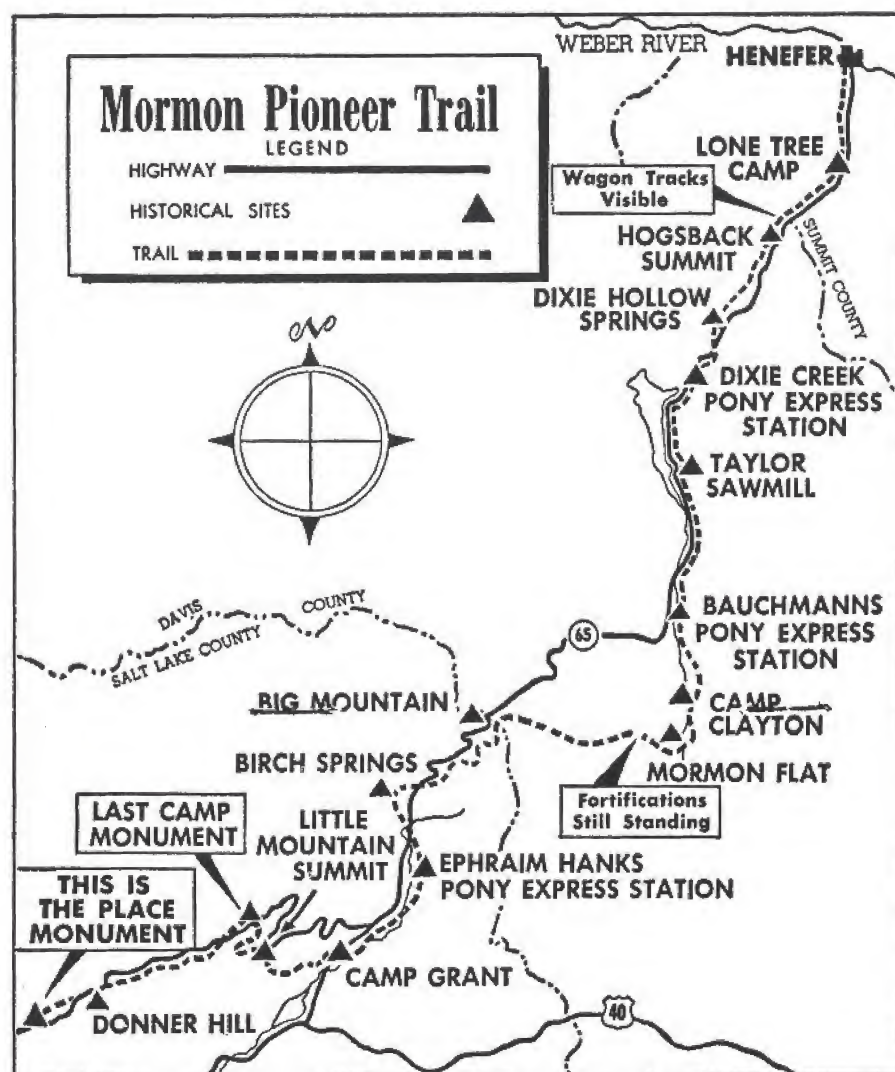 Mormon Pioneer Trail
LEGEND
HIGHWAY
HISTORICAL SITES
TRAIL
WEBER RIVER
HENEFER
LONE TREE
CAMP
Wagon Tracks
Visible
HOGSBACK
SUMMIT
SUMMIT COUNTY
DIXIE HOLLOW
SPRINGS
DIXIE CREEK
PONY EXPRESS
STATION
TAYLOR
SAWMILL
N
BAUCHMANNS
PONY EXPRESS
STATION
65
DAVIS COUNTY
SALT LAKE COUNTY
BIG MOUNTAIN
CAMP
CLAYTON
MORMON FLAT
Fortifications
Still Standing
BIRCH SPRINGS
LAST CAMP
MONUMENT
LITTLE
MOUNTAIN
SUMMIT
EPHRAIM HANKS
PONY EXPRESS STATION
THIS IS
THE PLACE
MONUMENT
CAMP GRANT
DONNER HILL
40